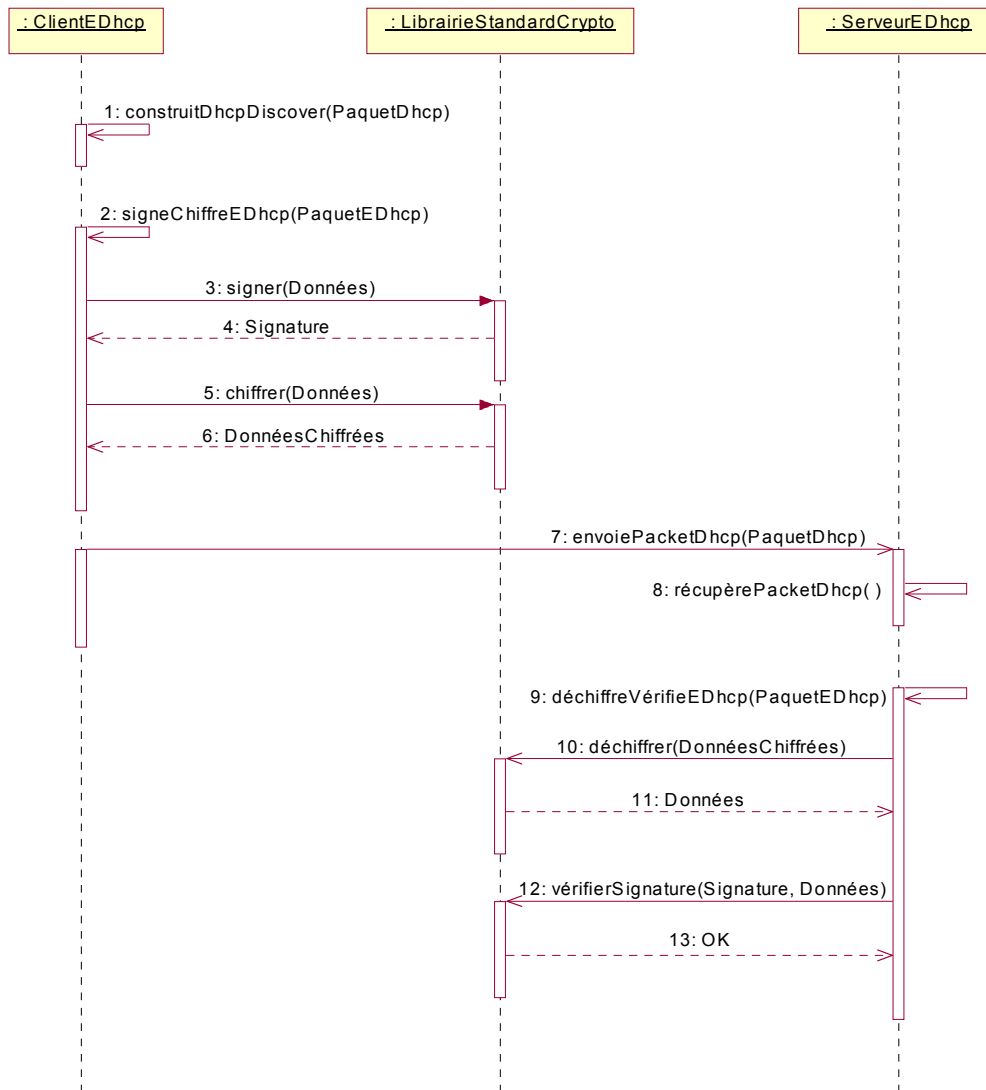 : ClientEDhcp
: LibrairieStandardCrypto
: ServeurEDhcp
1: construitDhcpDiscover(PaquetDhcp)
2: signeChiffreEDhcp(PaquetEDhcp)
3: signer(Données)
4: Signature
5: chiffrer(Données)
6: DonnéesChiffrées
7: envoiePacketDhcp(PaquetDhcp)
8: récupèrePacketDhcp( )
9: déchiffreVérifieEDhcp(PaquetEDhcp)
10: déchiffrer(DonnéesChiffrées)
11: Données
12: vérifierSignature(Signature, Données)
13: OK